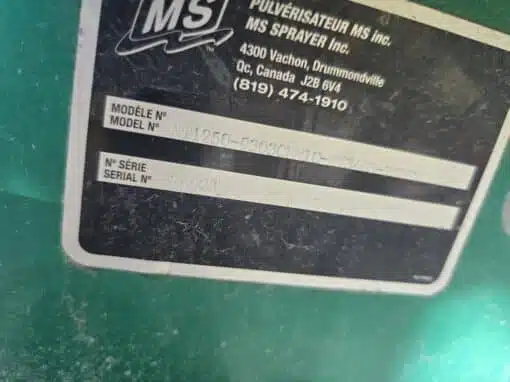 MS
PULVÉRISATEUR MS inc.
MS SPRAYER Inc.
4300 Vachon, Drummondville
Qc, Canada J2B 6V4
(819) 474-1910
MODÈLE N°
MODEL N°
N° SÉRIE
SERIAL N°